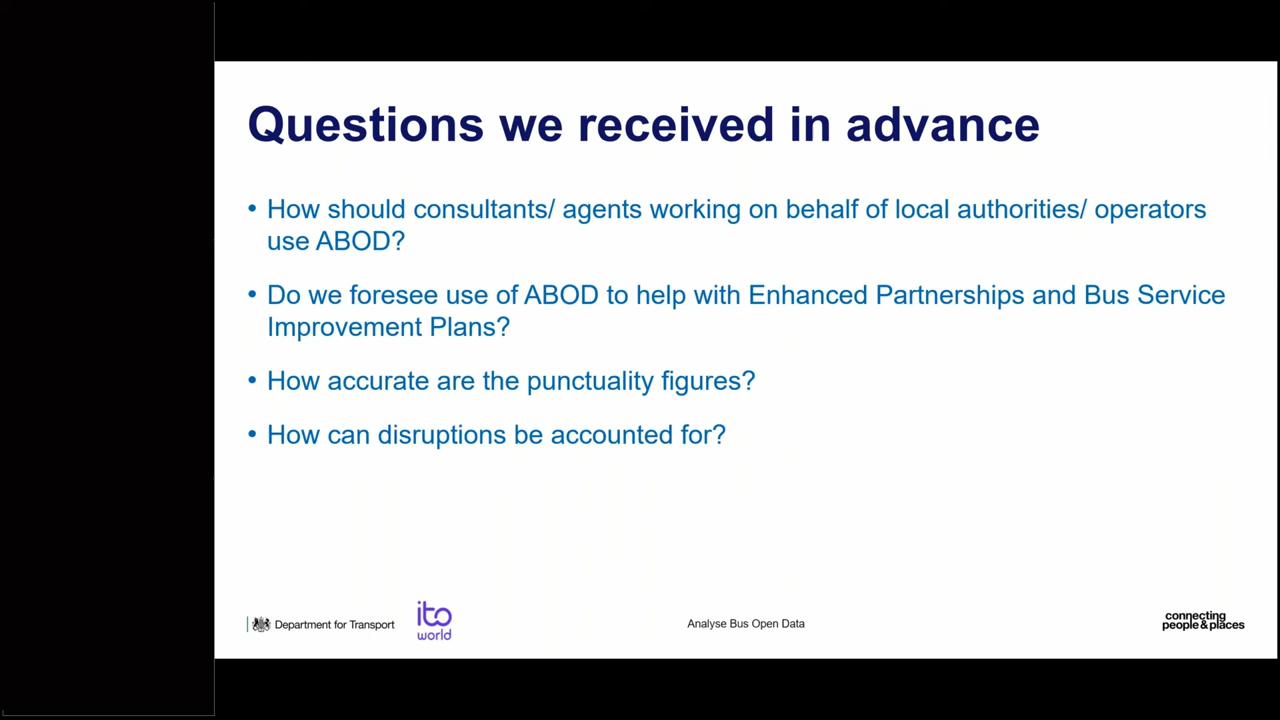 Questions we received in advance
• How should consultants/ agents working on behalf of local authorities/ operators
use ABOD?
• Do we foresee use of ABOD to help with Enhanced Partnerships and Bus Service
Improvement Plans?
• How accurate are the punctuality figures?
• How can disruptions be accounted for?
Department for Transport
ito
world
Analyse Bus Open Data
connecting
people & places